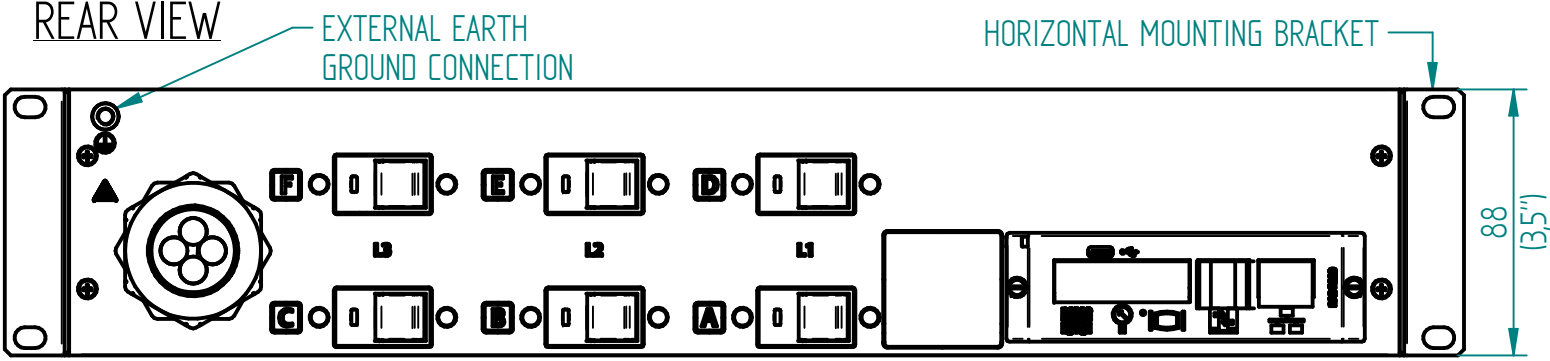 REAR VIEW
EXTERNAL EARTH
GROUND CONNECTION
HORIZONTAL MOUNTING BRACKET
F
E
D
L3
L2
L1
C
B
A
88
(3,5")